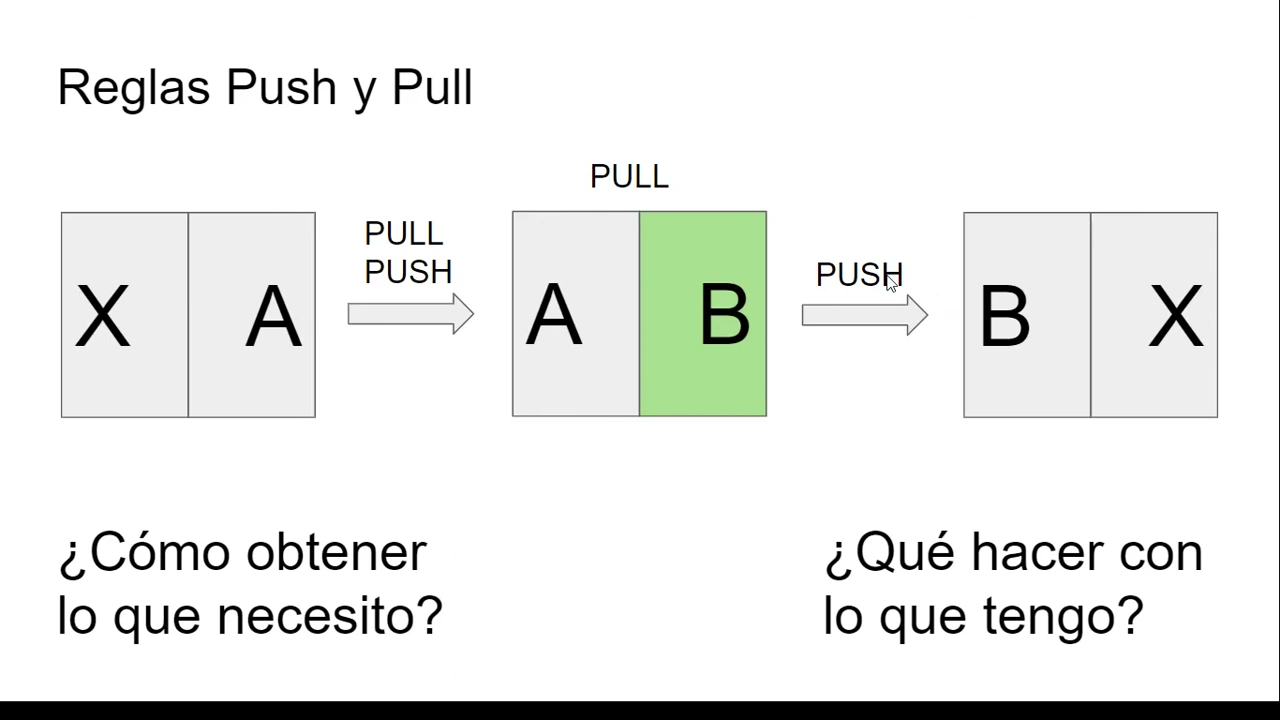 Reglas Push y Pull
PULL
PULL
PUSH
PUSH
X A
A B
B X
¿Cómo obtener
lo que necesito?
¿Qué hacer con
lo que tengo?